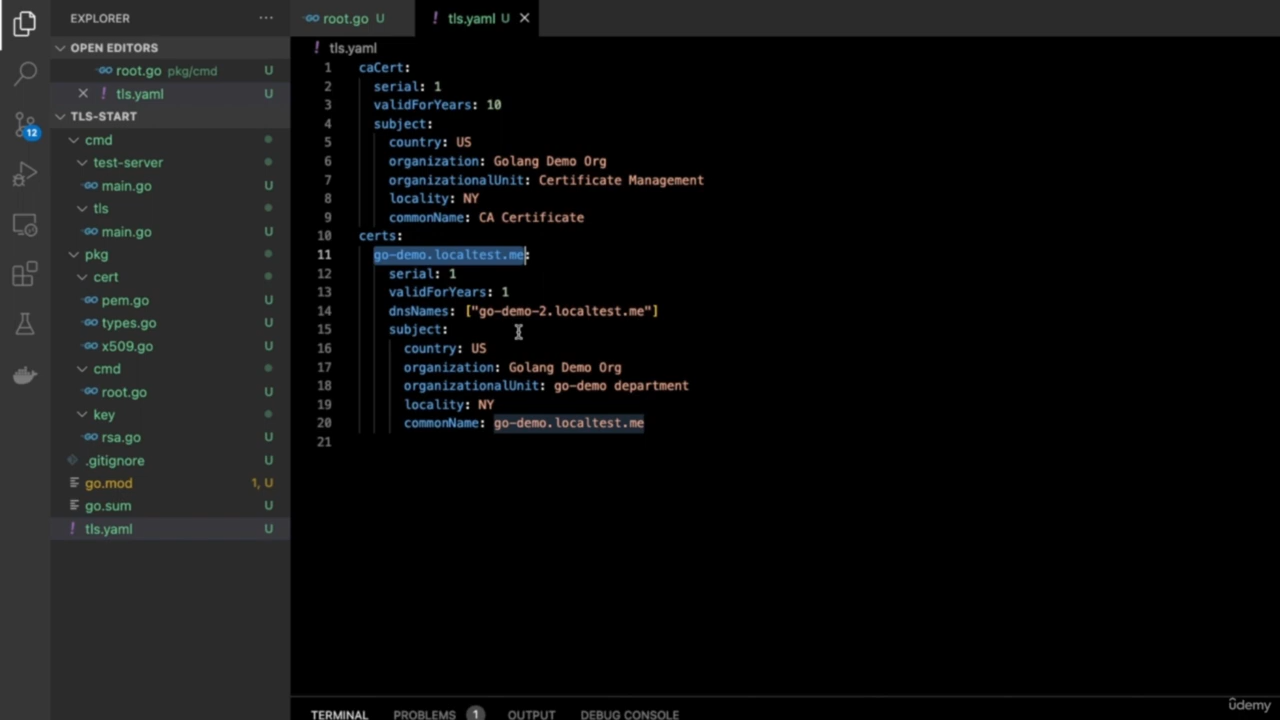 EXPLORER
OPEN EDITORS
root.go pkg/cmd U
tls.yaml U
TLS-START
12
cmd
test-server
main.go U
tls
main.go U
pkg
cert
pem.go U
types.go U
x509.go U
cmd
root.go U
key
rsa.go U
.gitignore U
go.mod 1, U
go.sum U
tls.yaml U
root.go U
tls.yaml U
tls.yaml
1 caCert:
2 serial: 1
3 validForYears: 10
4 subject:
5 country: US
6 organization: Golang Demo Org
7 organizationalUnit: Certificate Management
8 locality: NY
9 commonName: CA Certificate
10 certs:
11 go-demo.localtest.me:
12 serial: 1
13 validForYears: 1
14 dnsNames: ["go-demo-2.localtest.me"]
15 subject:
16 country: US
17 organization: Golang Demo Org
18 organizationalUnit: go-demo department
19 locality: NY
20 commonName: go-demo.localtest.me
21
TERMINAL PROBLEMS 1 OUTPUT DEBUG CONSOLE
ûdemy